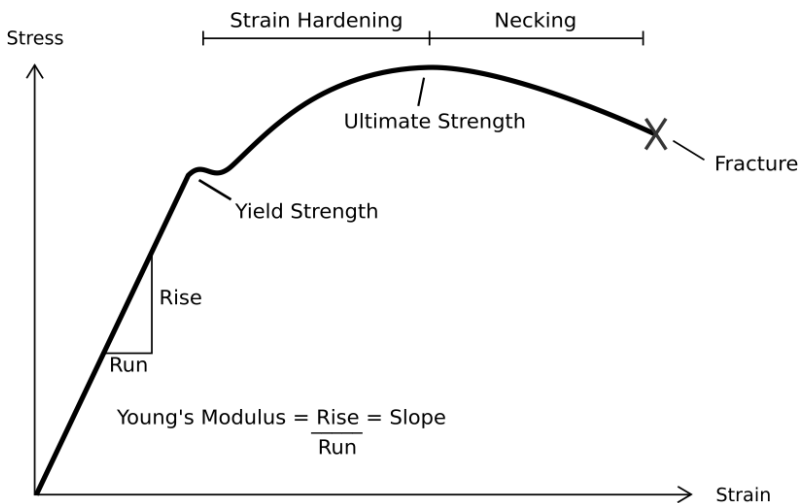 Strain Hardening
Necking
Stress
Ultimate Strength
Fracture
Yield Strength
Rise
Run
Young's Modulus = Rise = Slope
Run
Strain